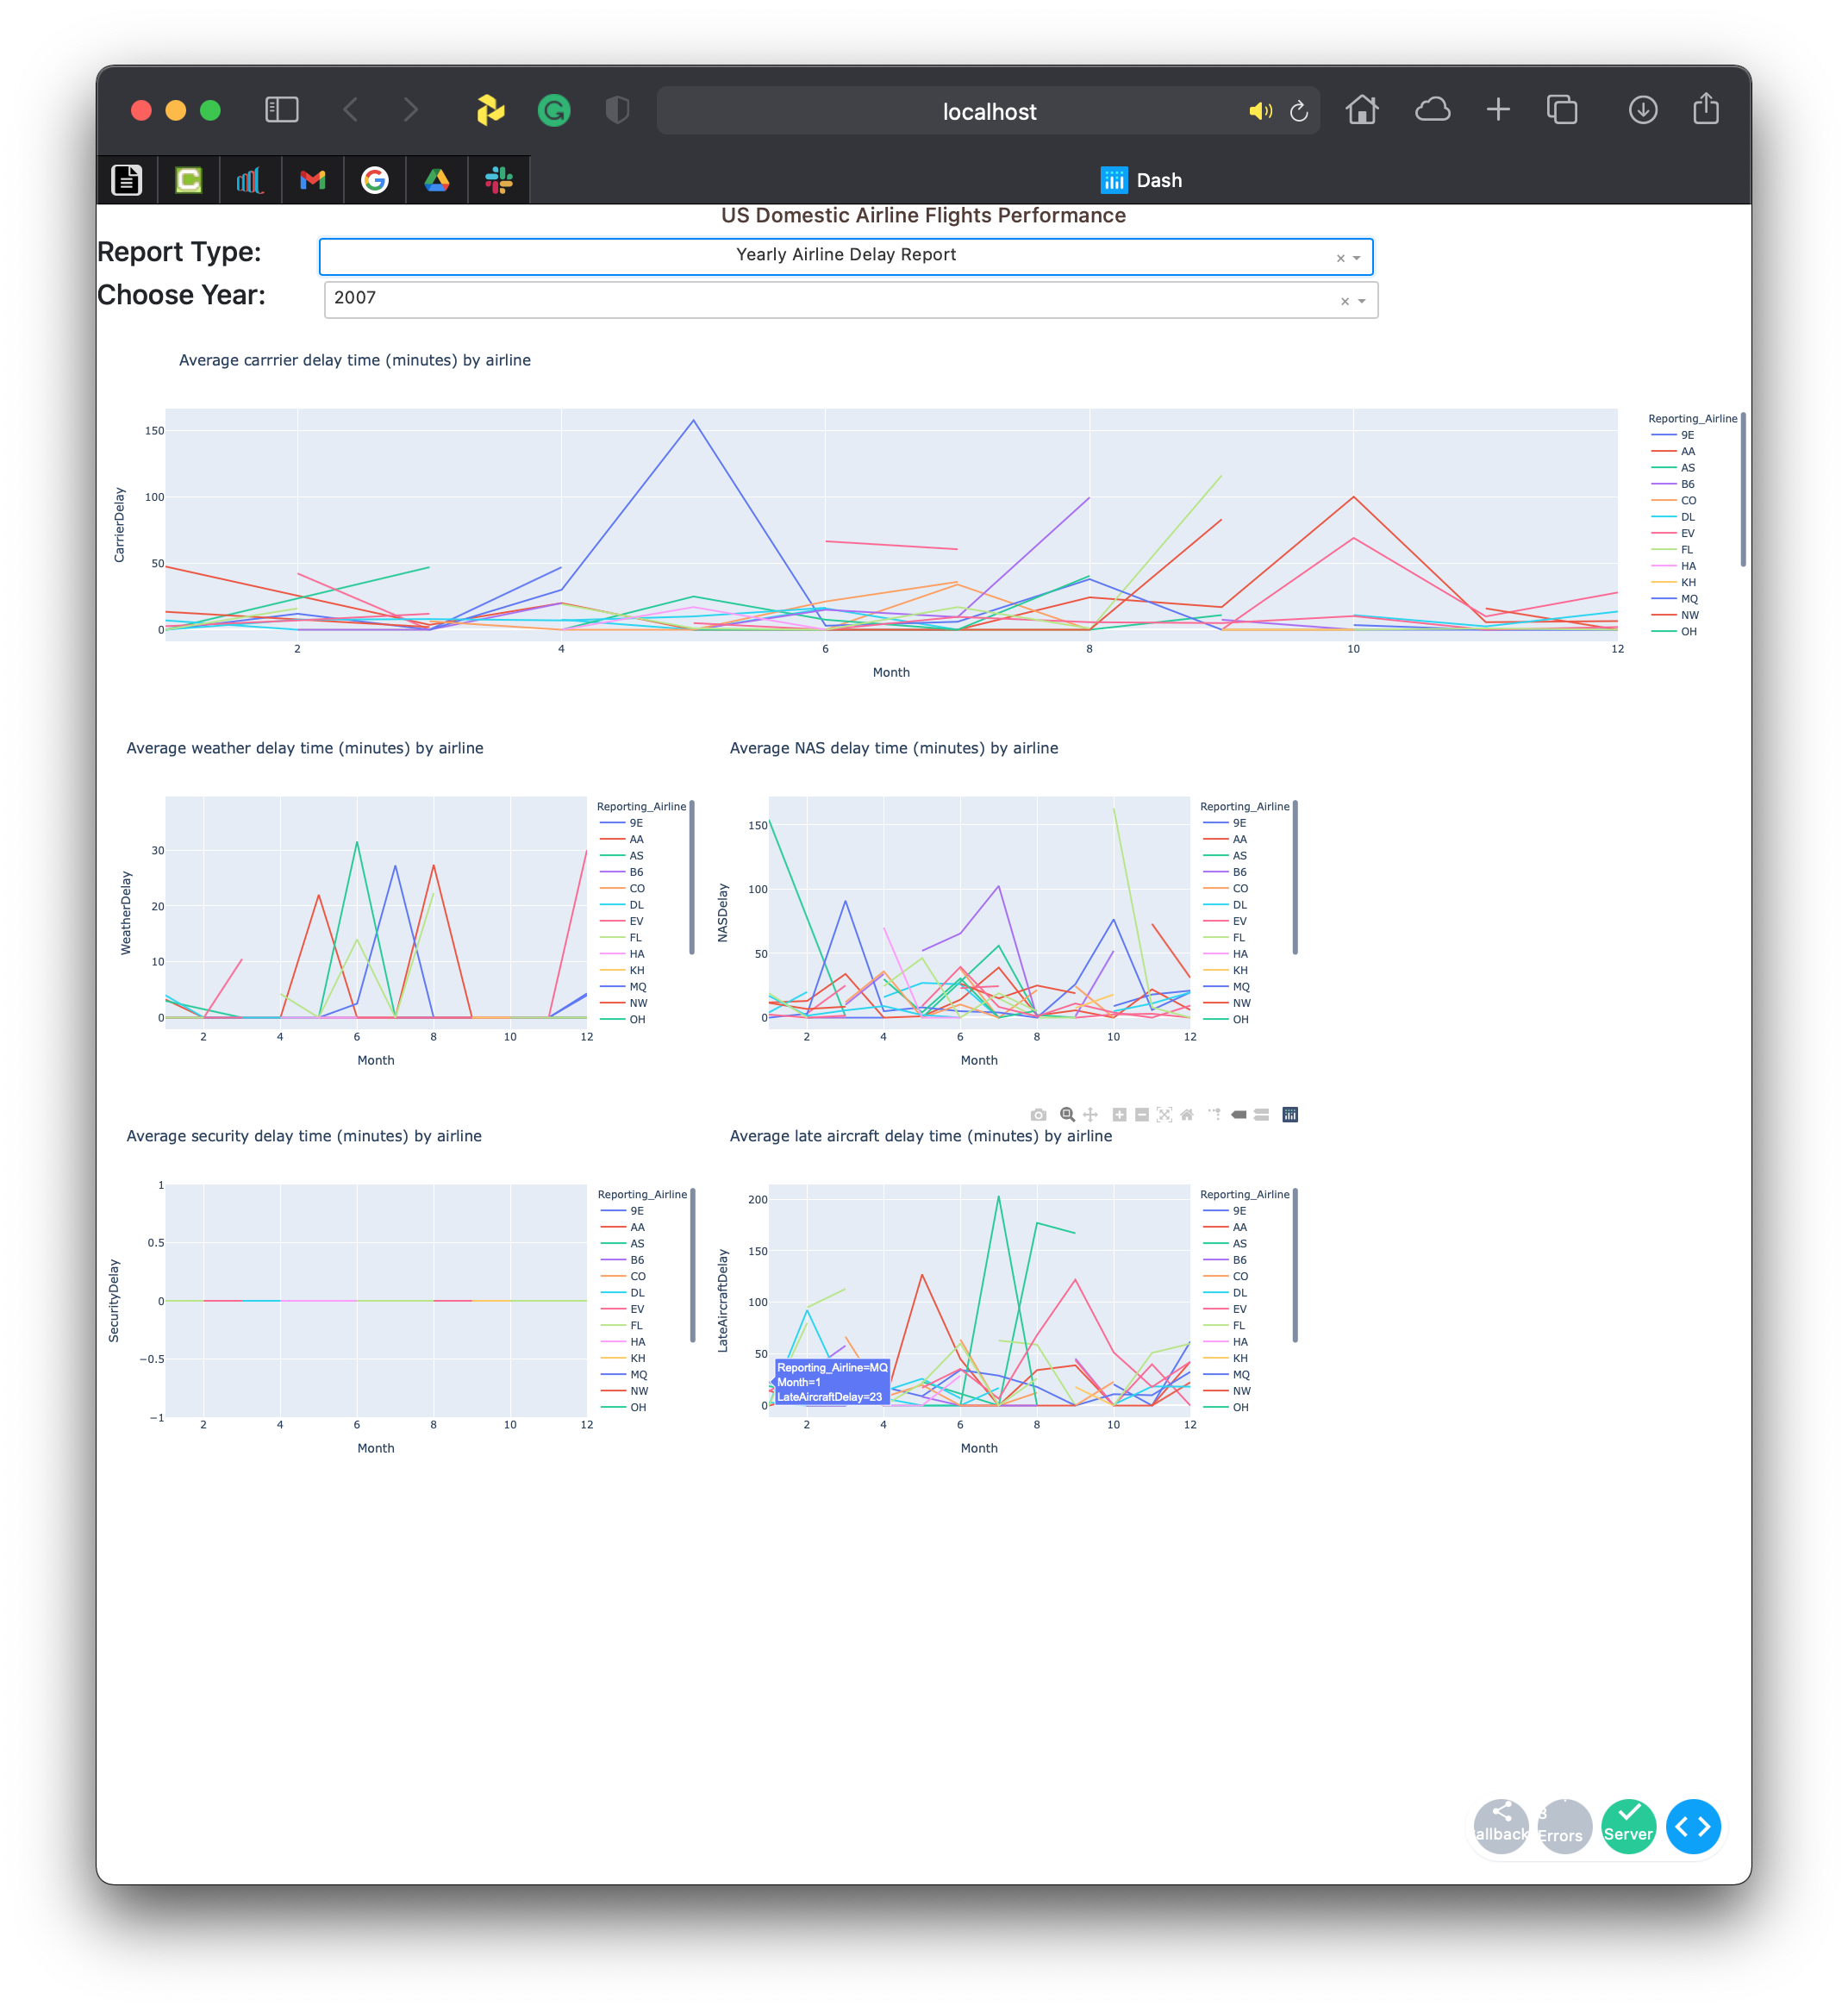 localhost
Dash
US Domestic Airline Flights Performance
Report Type:
Yearly Airline Delay Report
×
Choose Year:
2007
×
Average carrrier delay time (minutes) by airline
CarrierDelay
150
100
50
0
2
4
6
8
10
12
Month
Reporting_Airline
9E
AA
AS
B6
CO
DL
EV
FL
HA
KH
MQ
NW
OH
Average weather delay time (minutes) by airline
WeatherDelay
30
20
10
0
2
4
6
8
10
12
Month
Reporting_Airline
9E
AA
AS
B6
CO
DL
EV
FL
HA
KH
MQ
NW
OH
Average NAS delay time (minutes) by airline
NASDelay
150
100
50
0
2
4
6
8
10
12
Month
Reporting_Airline
9E
AA
AS
B6
CO
DL
EV
FL
HA
KH
MQ
NW
OH
Average security delay time (minutes) by airline
SecurityDelay
1
0.5
0
−0.5
−1
2
4
6
8
10
12
Month
Reporting_Airline
9E
AA
AS
B6
CO
DL
EV
FL
HA
KH
MQ
NW
OH
Average late aircraft delay time (minutes) by airline
LateAircraftDelay
200
150
100
50
0
Reporting_Airline=MQ
Month=1
LateAircraftDelay=23
2
4
6
8
10
12
Month
Reporting_Airline
9E
AA
AS
B6
CO
DL
EV
FL
HA
KH
MQ
NW
OH
allback
3
Errors
Server